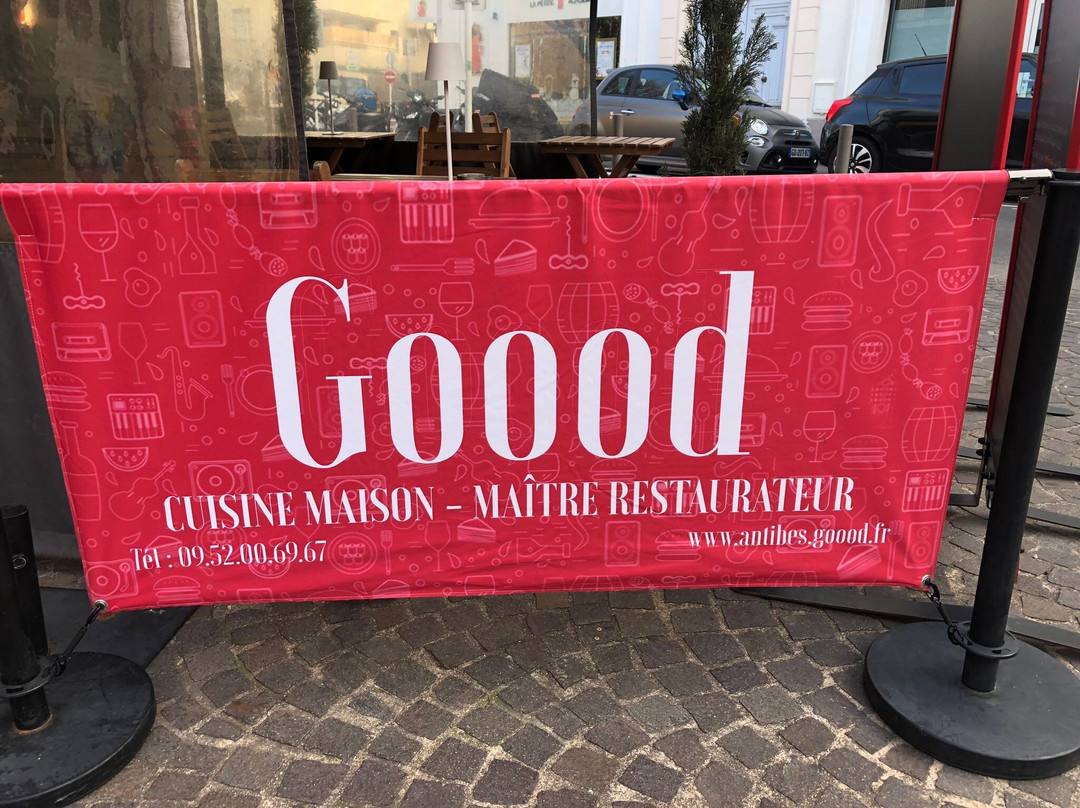 Goood
CUISINE MAISON – MAÎTRE RESTAURATEUR
Tél : 09.52.00.69.67
www.antibes.goood.fr